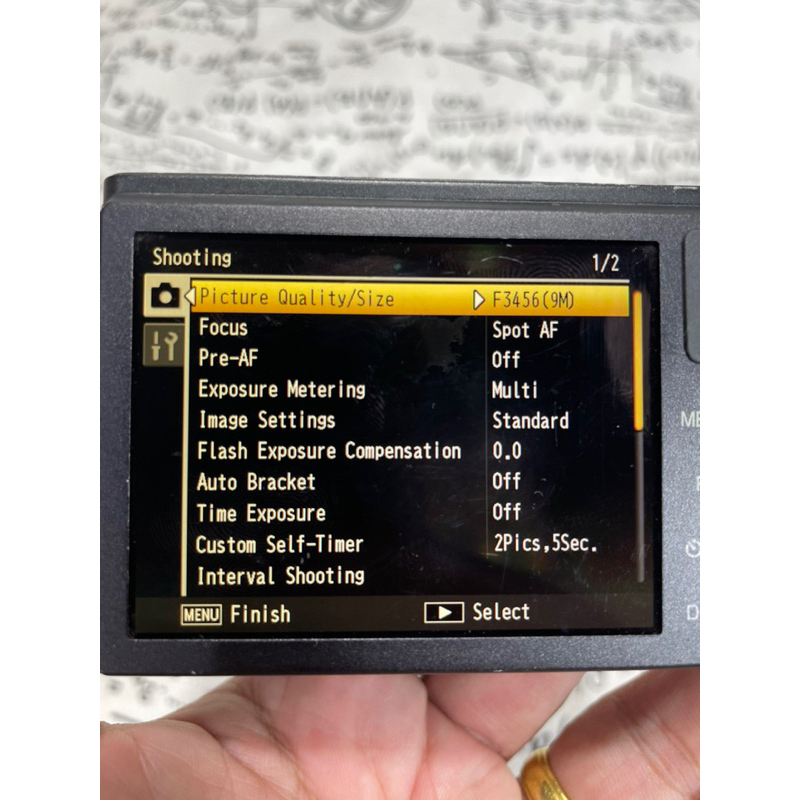 Shooting 1/2
Picture Quality/Size F3456(9M)
Focus Spot AF
Pre-AF Off
Exposure Metering Multi
Image Settings Standard
Flash Exposure Compensation 0.0
Auto Bracket Off
Time Exposure Off
Custom Self-Timer 2Pics,5Sec.
Interval Shooting
MENU Finish Select